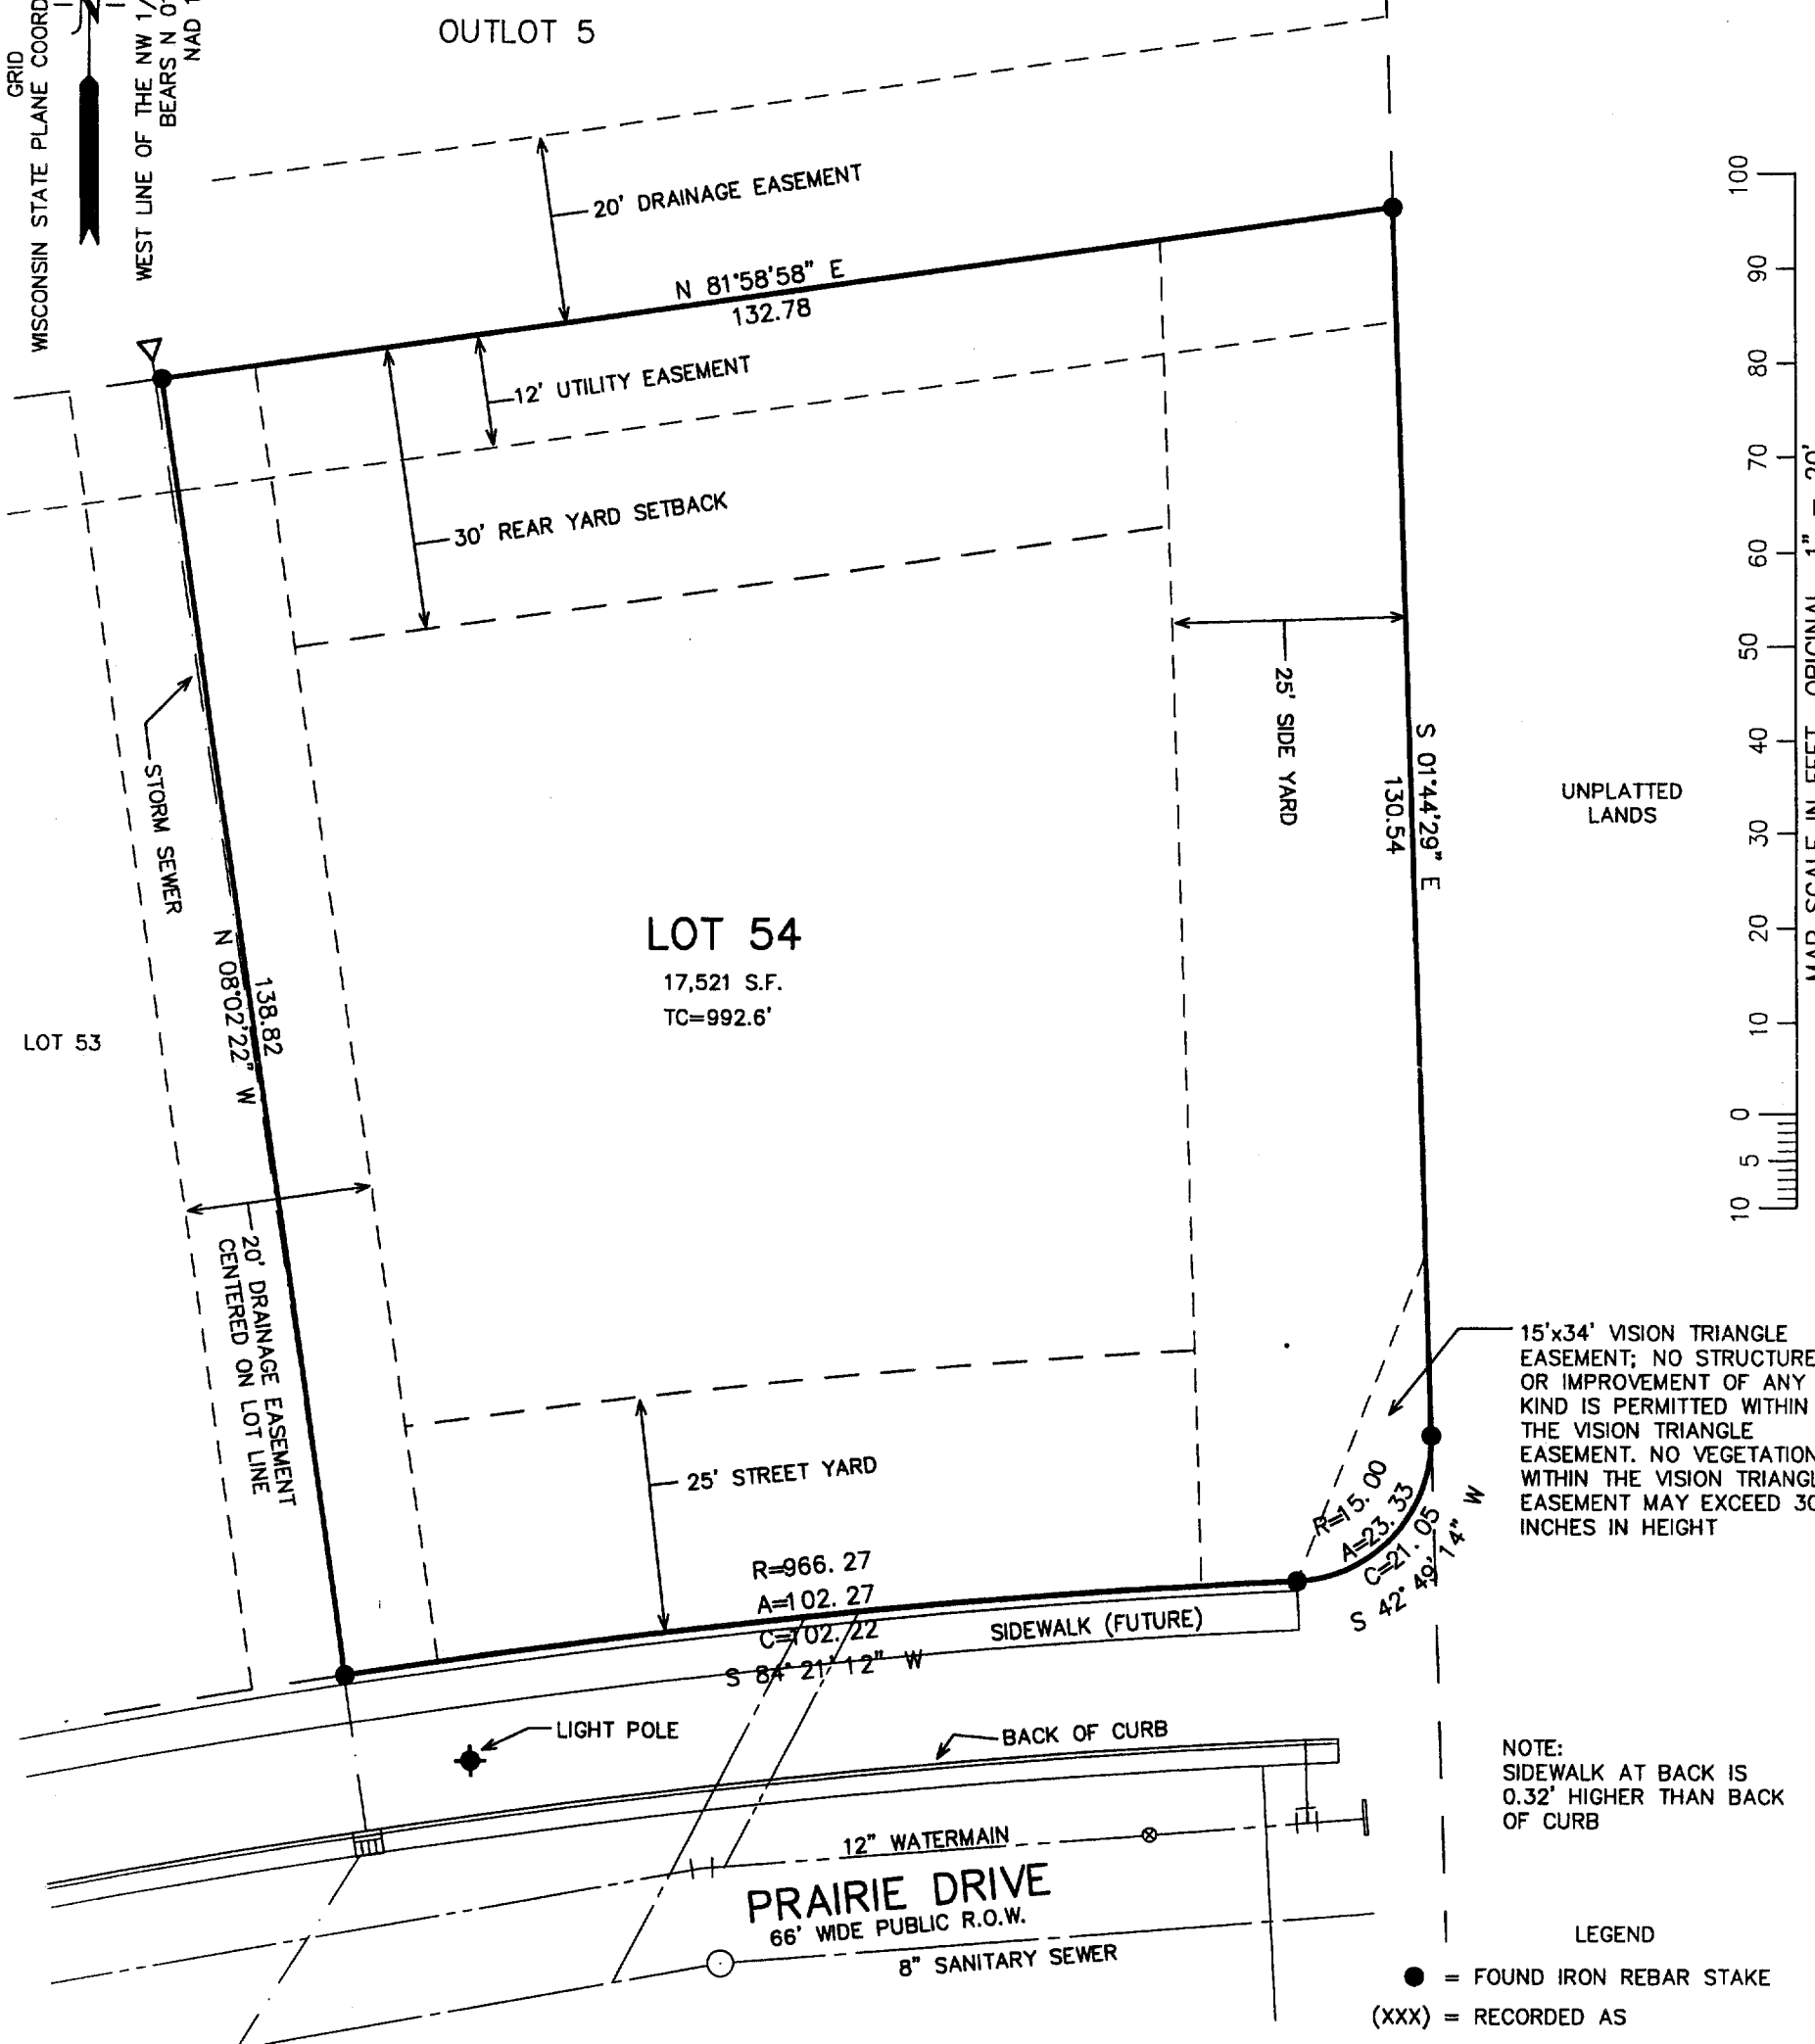 GRID
WISCONSIN STATE PLANE
N
WEST LINE OF THE NW
BEARS N
NAD
OUTLOT 5
20' DRAINAGE EASEMENT
N 81°58'58" E
132.78
12' UTILITY EASEMENT
30' REAR YARD SETBACK
25' SIDE YARD
S 01°44'29" E
130.54
UNPLATTED
LANDS
STORM SEWER
LOT 54
17,521 S.F.
TC=992.6'
138.82
N 08°02'22" W
LOT 53
20' DRAINAGE EASEMENT
CENTERED ON LOT LINE
100
90
80
70
60
50
40
30
20
10
0
5
10
15'x34' VISION TRIANGLE
EASEMENT; NO STRUCTURE
OR IMPROVEMENT OF ANY
KIND IS PERMITTED WITHIN
THE VISION TRIANGLE
EASEMENT. NO VEGETATION
WITHIN THE VISION
EASEMENT MAY EXCEED
INCHES IN HEIGHT
25' STREET YARD
R=15.00
A=23.33
C=21.05
S 42°49'14" W
R=966.27
A=102.27
C=102.22
S 84°21'12" W
SIDEWALK (FUTURE)
LIGHT POLE
BACK OF CURB
NOTE:
SIDEWALK AT BACK IS
0.32' HIGHER THAN BACK
OF CURB
12" WATERMAIN
PRAIRIE DRIVE
66' WIDE PUBLIC R.O.W.
8" SANITARY SEWER
LEGEND
= FOUND IRON REBAR STAKE
(XXX) = RECORDED AS